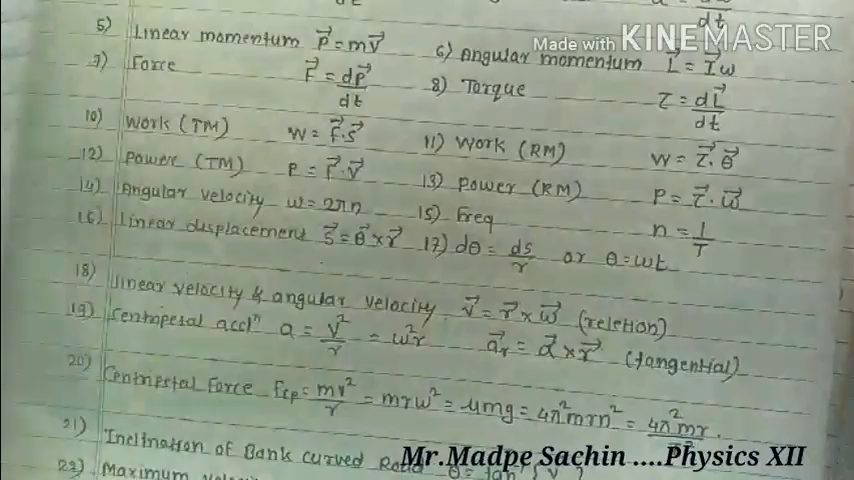 dt
5) Linear momentum P⃗ = mv⃗ 6) Angular momentum L⃗ = I⃗ω
Made with KINEMASTER
7) Force F⃗ = dP⃗/dt 8) Torque τ = dL⃗/dt
10) Work (TM) W = F⃗·S⃗ 11) Work (RM) W = τ⃗·θ⃗
12) Power (TM) P = F⃗·V⃗ 13) Power (RM) P = τ⃗·ω⃗
14) Angular velocity ω = 2πn 15) Freq n = 1/T
16) Linear displacement S⃗ = θ⃗×r⃗ 17) dθ = ds/r or θ = ωt
18) Linear velocity & angular velocity V⃗ = r⃗×ω⃗ (reletion)
19) Centripetal accln a = v²/r = ω²r a⃗r = α⃗×r⃗ (tangential)
20) Centripetal Force Fcp = mv²/r = mrω² = μmg = 4π²mrn² = 4π²mr
21) Inclination of Bank curved Road θ = tan
22) Maximum
Mr.Madpe Sachin ....Physics XII